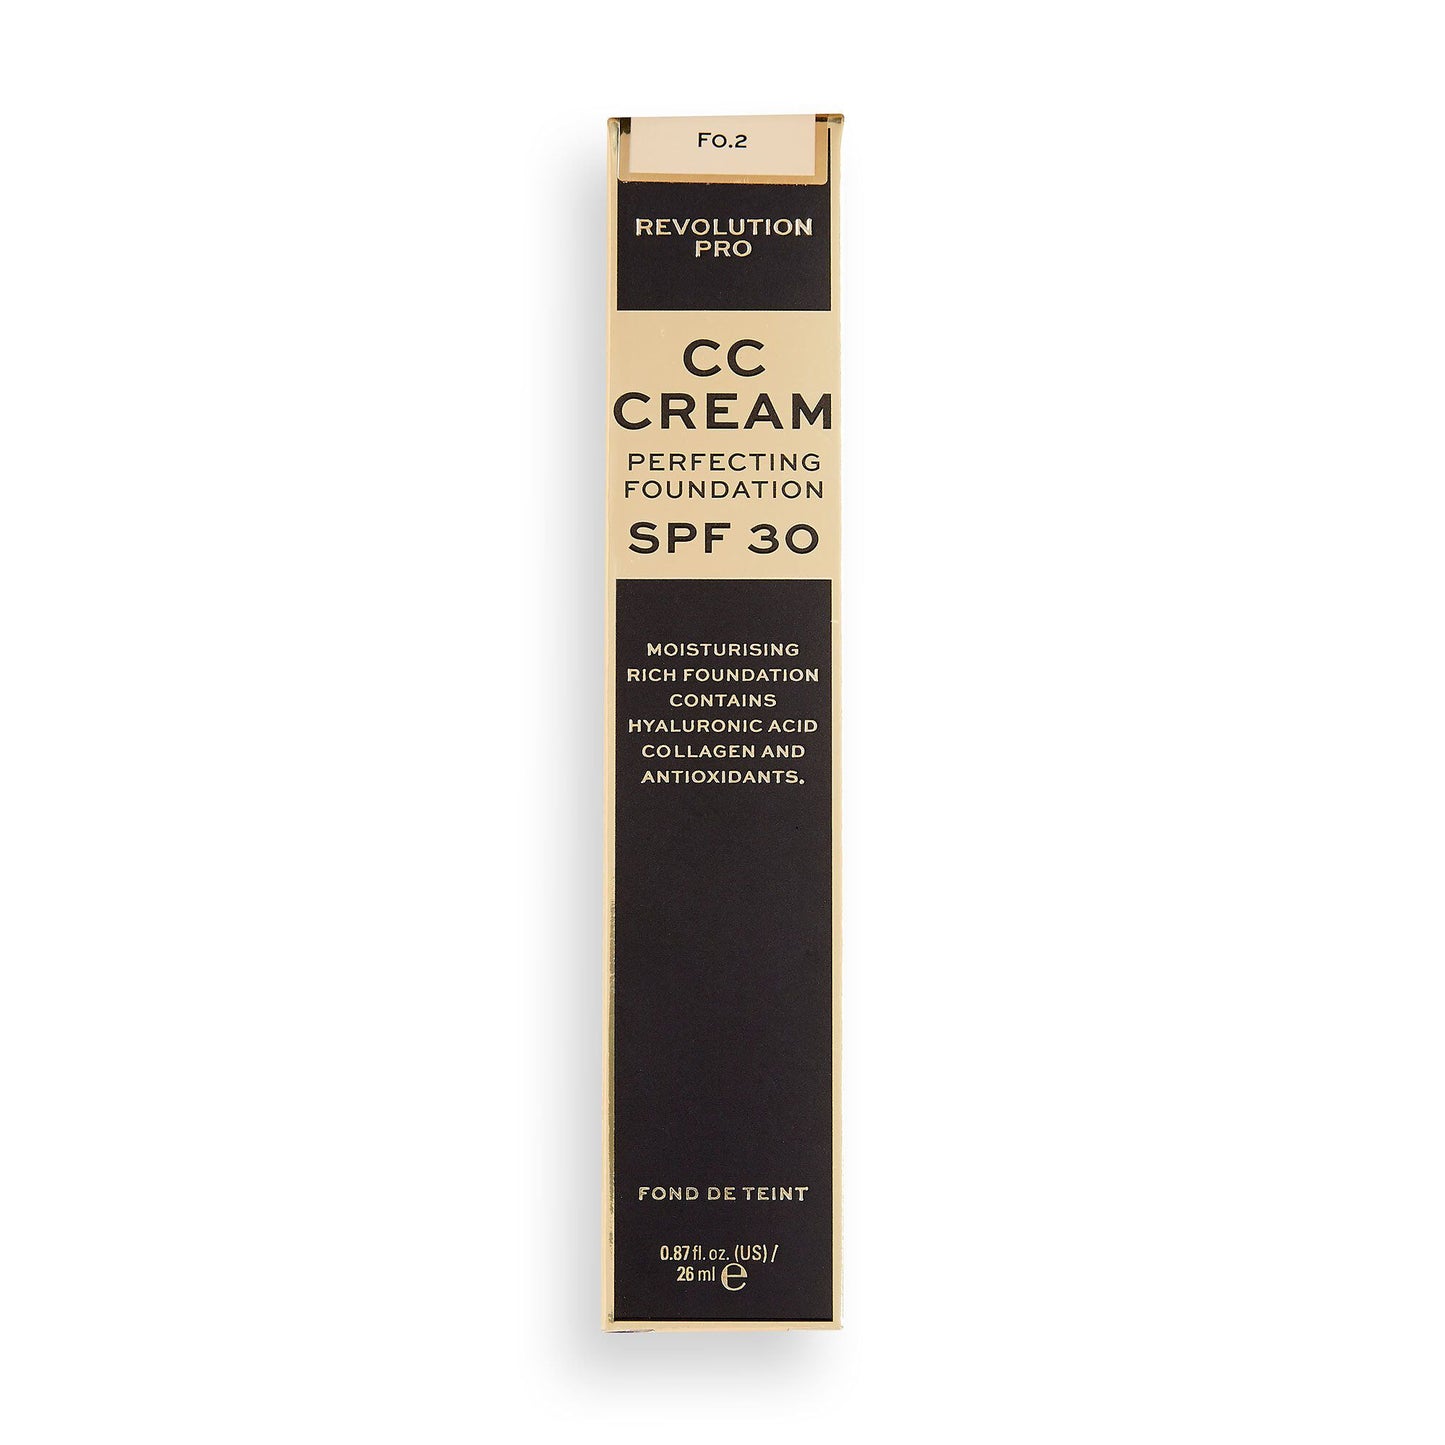 F0.2
REVOLUTION
PRO
CC
CREAM
PERFECTING
FOUNDATION
SPF 30
MOISTURISING
RICH FOUNDATION
CONTAINS
HYALURONIC ACID
COLLAGEN AND
ANTIOXIDANTS.
FOND DE TEINT
0.87 fl. oz. (US) /
26 ml ℮